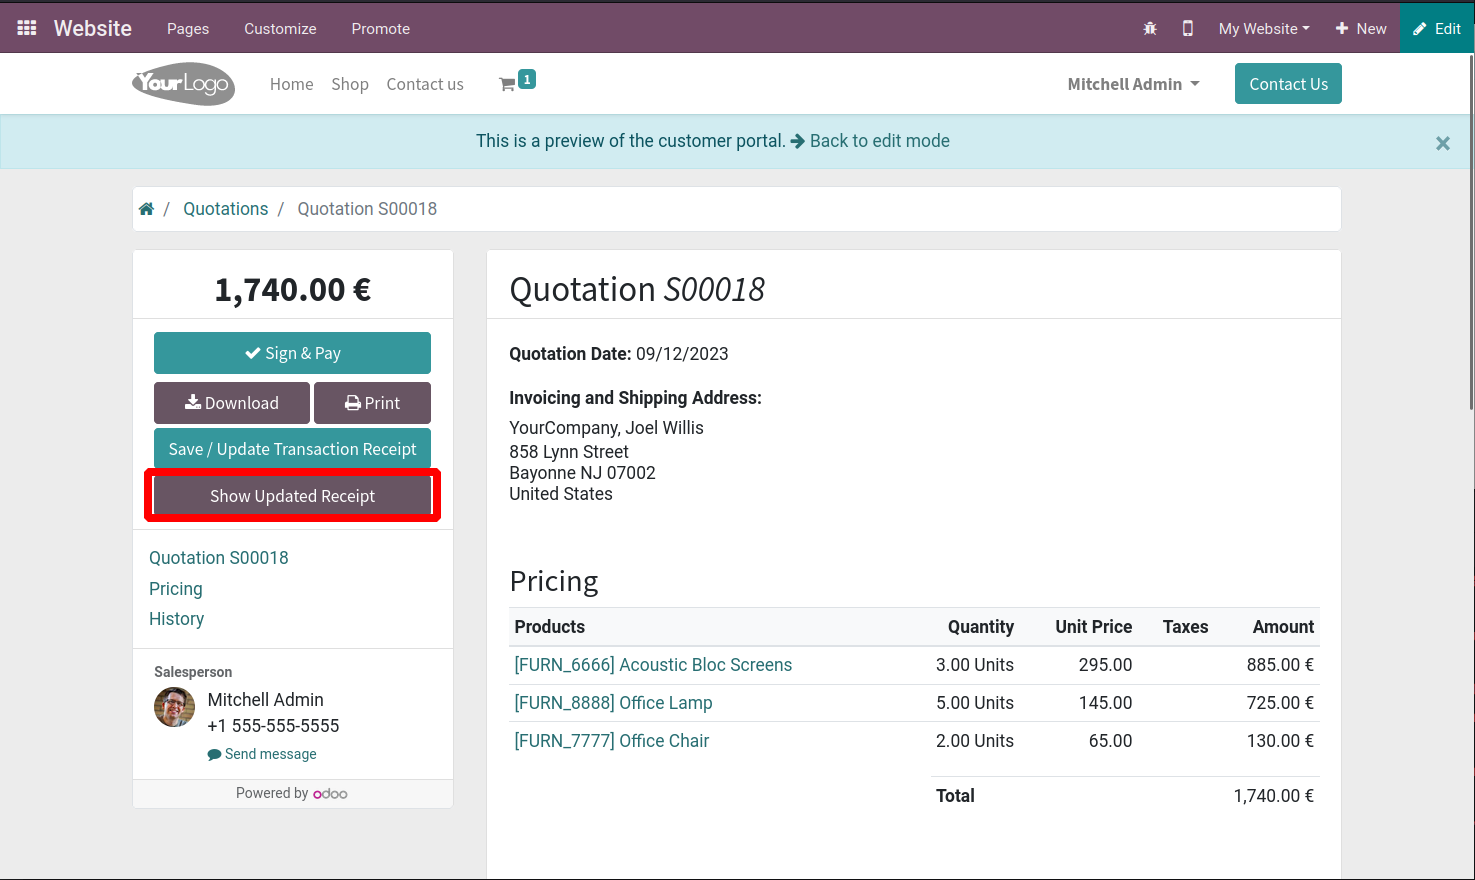 Website Pages Customize Promote My Website New Edit
YourLogo Home Shop Contact us 1 Mitchell Admin Contact Us
This is a preview of the customer portal. Back to edit mode ×
/ Quotations / Quotation S00018
1,740.00 €
Sign & Pay
Download Print
Save / Update Transaction Receipt
Show Updated Receipt
Quotation S00018
Pricing
History
Salesperson
Mitchell Admin
+1 555-555-5555
Send message
Powered by odoo
Quotation S00018
Quotation Date: 09/12/2023
Invoicing and Shipping Address:
YourCompany, Joel Willis
858 Lynn Street
Bayonne NJ 07002
United States
Pricing
Products Quantity Unit Price Taxes Amount
[FURN_6666] Acoustic Bloc Screens 3.00 Units 295.00 885.00 €
[FURN_8888] Office Lamp 5.00 Units 145.00 725.00 €
[FURN_7777] Office Chair 2.00 Units 65.00 130.00 €
Total 1,740.00 €